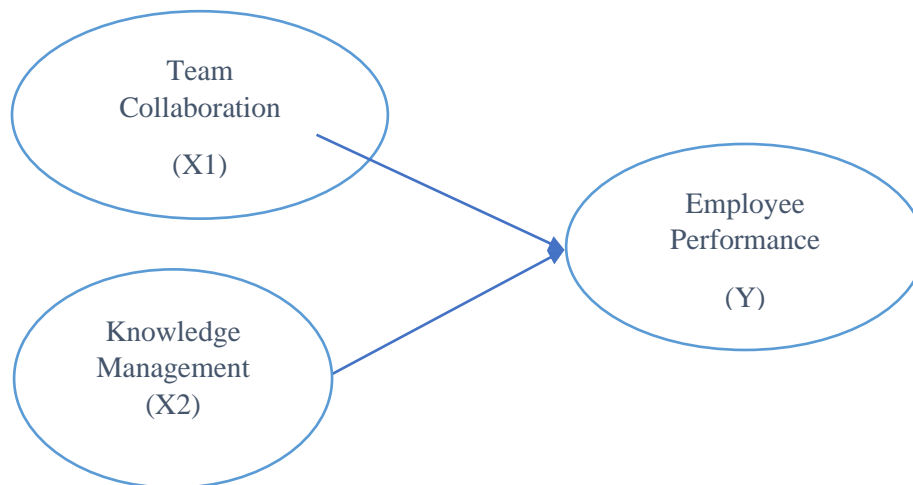 Team
Collaboration
(X1)
Employee
Performance
(Y)
Knowledge
Management
(X2)